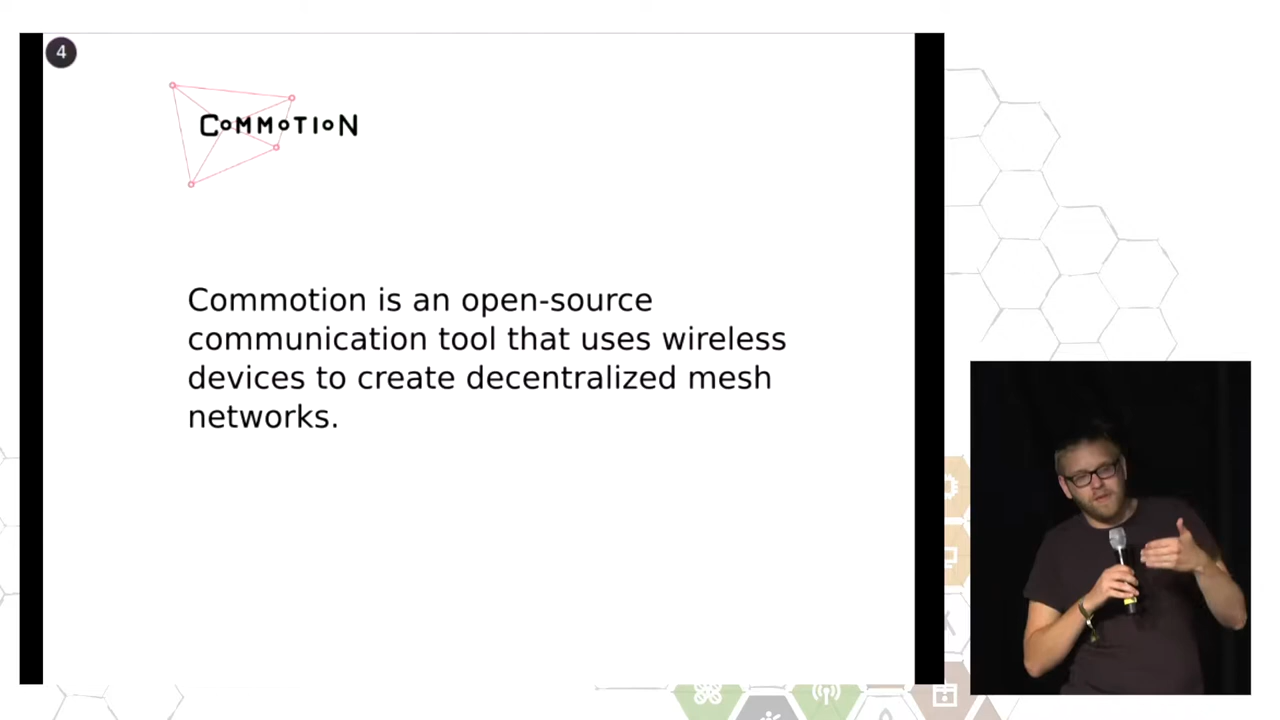 4
COMMOTION
Commotion is an open-source
communication tool that uses wireless
devices to create decentralized mesh
networks.